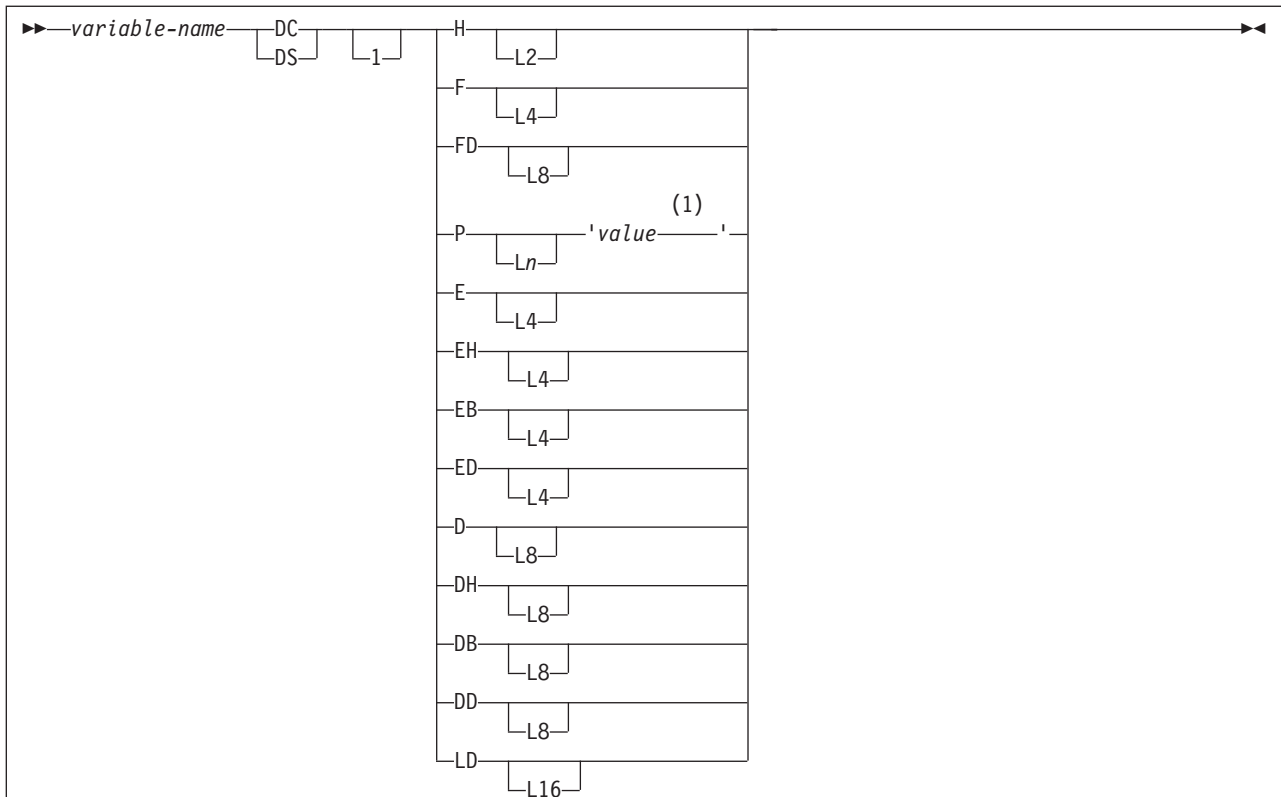 variable-name DC 1 H L2
DS
F L4
FD L8
(1)
P Ln 'value '
E L4
EH L4
EB L4
ED L4
D L8
DH L8
DB L8
DD L8
LD L16